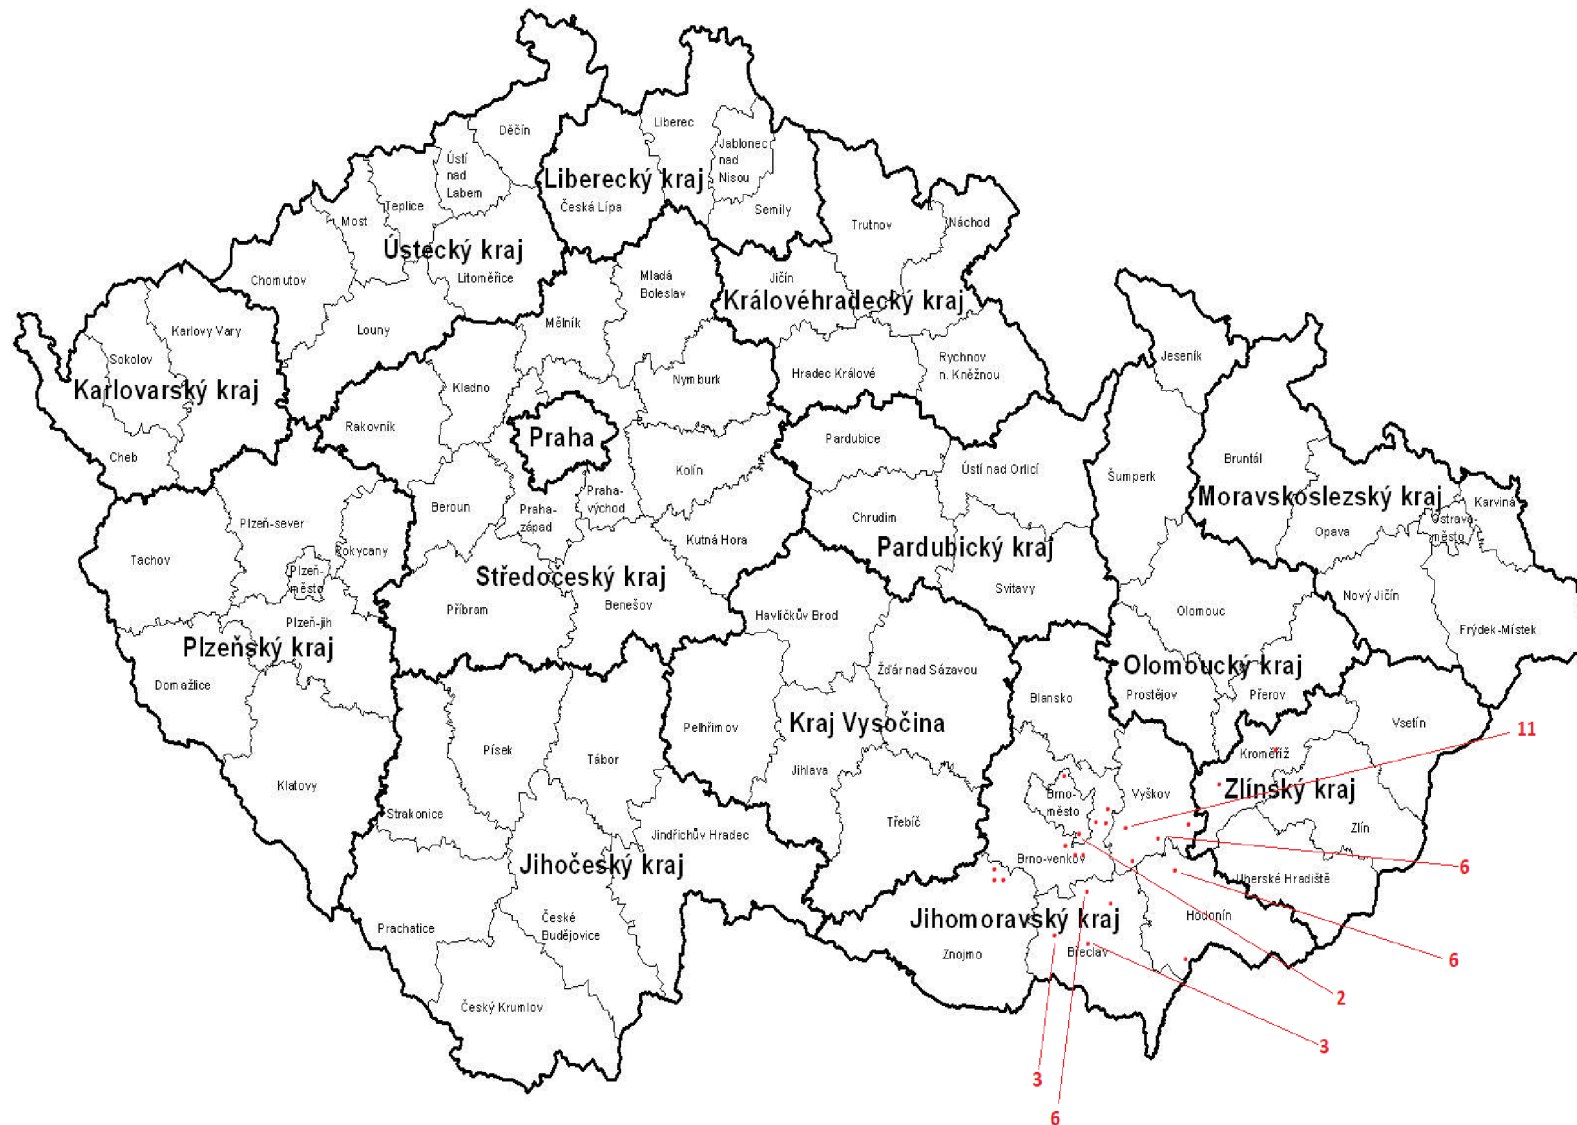 Děčín
Liberec
Jablonec
nad
Nisou
Ústí
nad
Labem
Liberecký kraj
Česká Lípa
Semily
Teplice
Most
Trutnov
Náchod
Ústecký kraj
Litoměřice
Chomutov
Mladá
Boleslav
Jičín
Královéhradecký kraj
Karlovy Vary
Louny
Mělník
Sokolov
Karlovarský kraj
Kladno
Nymburk
Hradec Králové
Rychnov
n. Kněžnou
Jeseník
Rakovník
Praha
Pardubice
Cheb
Kolín
Ústí nad Orlicí
Šumperk
Bruntál
Moravskoslezský kraj
Karviná
Plzeň-sever
Beroun
Praha-
západ
Praha-
východ
Chrudim
Kutná Hora
Pardubický kraj
Opava
Ostrava
město
Tachov
Rokycany
Plzeň-
město
Středočeský kraj
Příbram
Benešov
Svitavy
Havlíčkův Brod
Olomouc
Nový Jičín
Frýdek-Místek
Plzeň-jih
Plzeňský kraj
Domažlice
Žďár nad Sázavou
Olomoucký kraj
Prostějov
Přerov
Blansko
Vsetín
Pelhřimov
Kraj Vysočina
11
Písek
Tábor
Kroměříž
Klatovy
Jihlava
Brno-
město
Vyškov
Zlínský kraj
Strakonice
Jindřichův Hradec
Třebíč
Zlín
Jihočeský kraj
Brno-venkov
6
Uherské Hradiště
Prachatice
České
Budějovice
Jihomoravský kraj
Hodonín
Znojmo
Břeclav
6
Český Krumlov
2
3
3
6